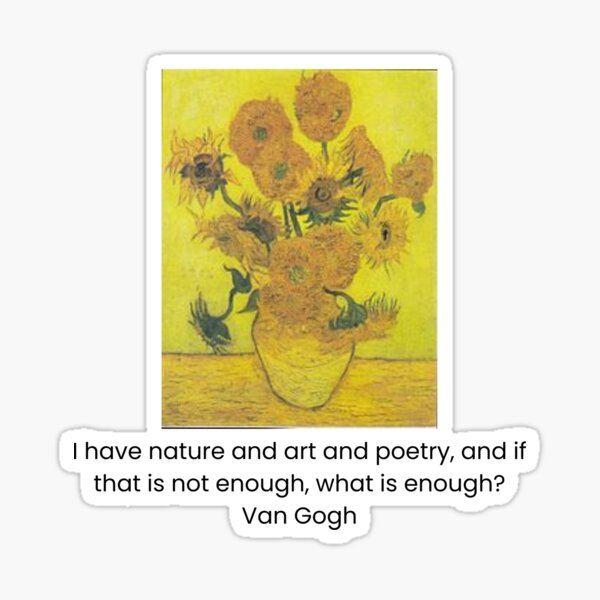 I have nature and art and poetry, and if
that is not enough, what is enough?
Van Gogh